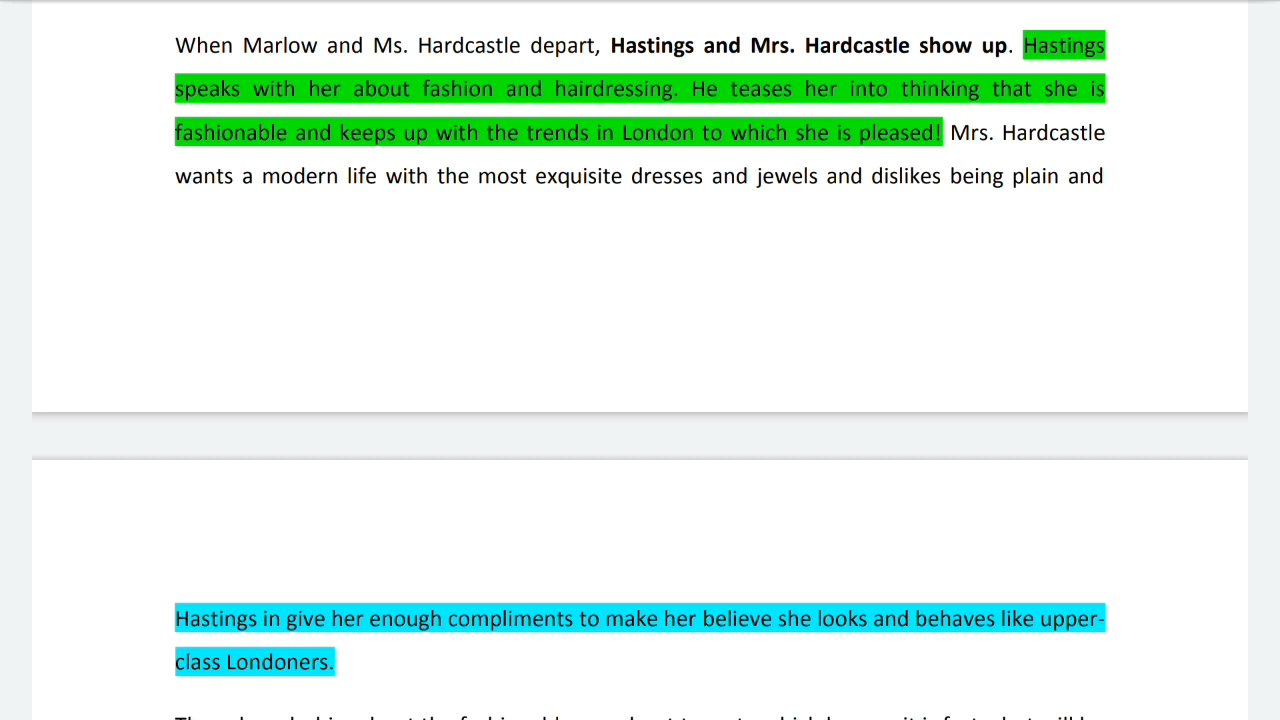 When Marlow and Ms. Hardcastle depart, Hastings and Mrs. Hardcastle show up. Hastings
speaks with her about fashion and hairdressing. He teases her into thinking that she is
fashionable and keeps up with the trends in London to which she is pleased! Mrs. Hardcastle
wants a modern life with the most exquisite dresses and jewels and dislikes being plain and
Hastings in give her enough compliments to make her believe she looks and behaves like upper-
class Londoners.